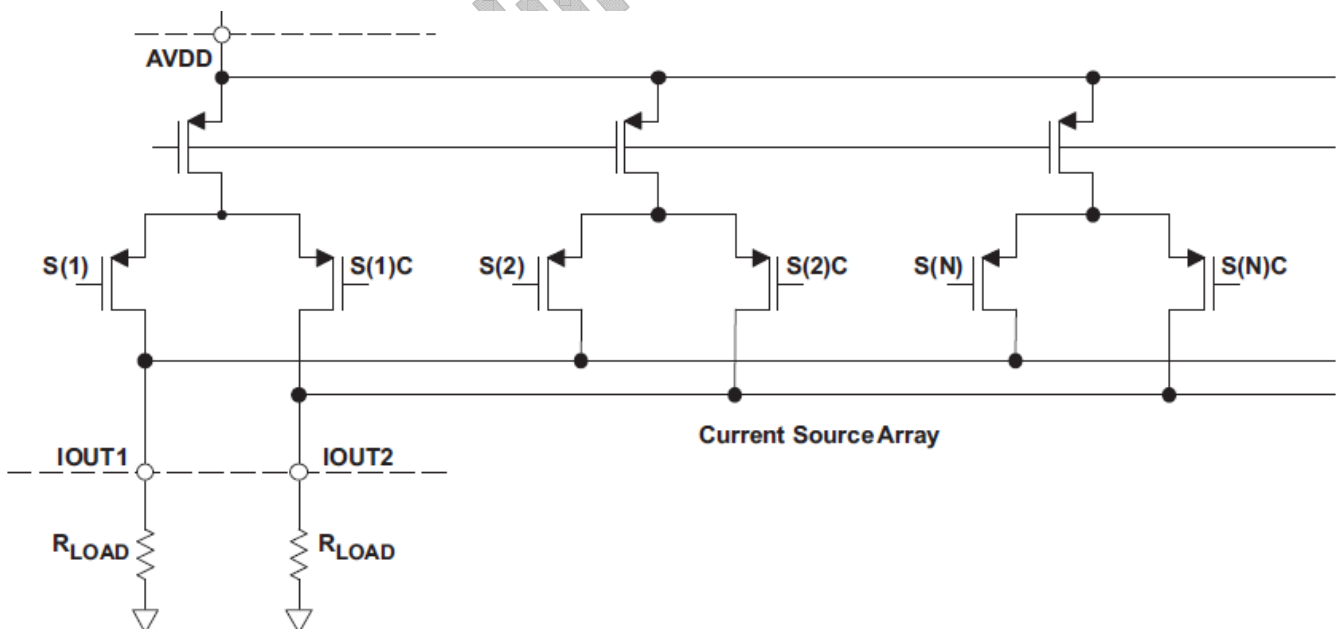 AVDD
S(1)
S(1)C
S(2)
S(2)C
S(N)
S(N)C
Current Source Array
IOUT1
IOUT2
RLOAD
RLOAD